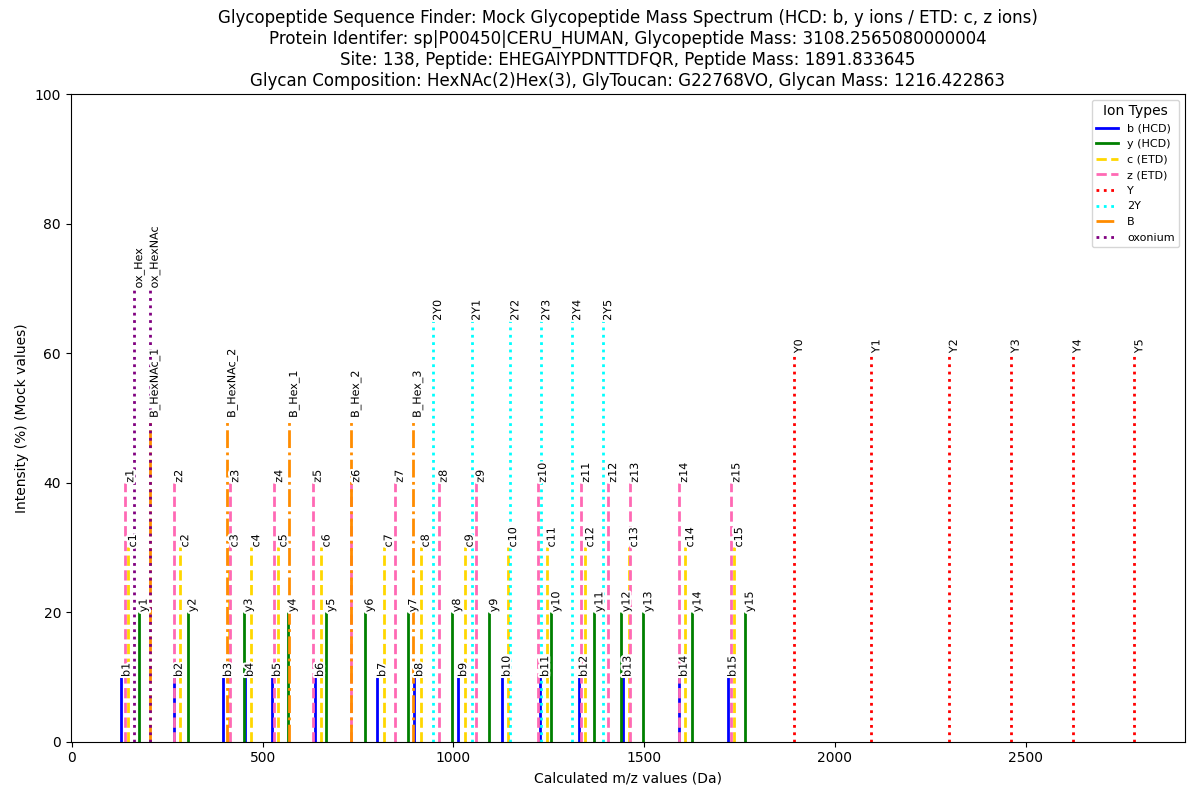 Glycopeptide Sequence Finder: Mock Glycopeptide Mass Spectrum (HCD: b, y ions / ETD: c, z ions)
Protein Identifer: sp|P00450|CERU_HUMAN, Glycopeptide Mass: 3108.2565080000004
Site: 138, Peptide: EHEGAIYPDNTTDFQR, Peptide Mass: 1891.833645
Glycan Composition: HexNAc(2)Hex(3), GlyToucan: G22768VO, Glycan Mass: 1216.422863
Ion Types
b (HCD)
y (HCD)
c (ETD)
z (ETD)
Y
2Y
B
oxonium
Intensity (%) (Mock values)
100
80
60
40
20
0
ox_Hex
ox_HexNAc
2Y0
2Y1
2Y2
2Y3
2Y4
2Y5
Y0
Y1
Y2
Y3
Y4
Y5
B_HexNAc_1
B_HexNAc_2
B_Hex_1
B_Hex_2
B_Hex_3
z1
z2
z3
z4
z5
z6
z7
z8
z9
z10
z11
z12
z13
z14
z15
c1
c2
c3
c4
c5
c6
c7
c8
c9
c10
c11
c12
c13
c14
c15
y1
y2
y3
y4
y5
y6
y7
y8
y9
y10
y11
y12
y13
y14
y15
b1
b2
b3
b4
b5
b6
b7
b8
b9
b10
b11
b12
b13
b14
b15
0
500
1000
1500
2000
2500
Calculated m/z values (Da)